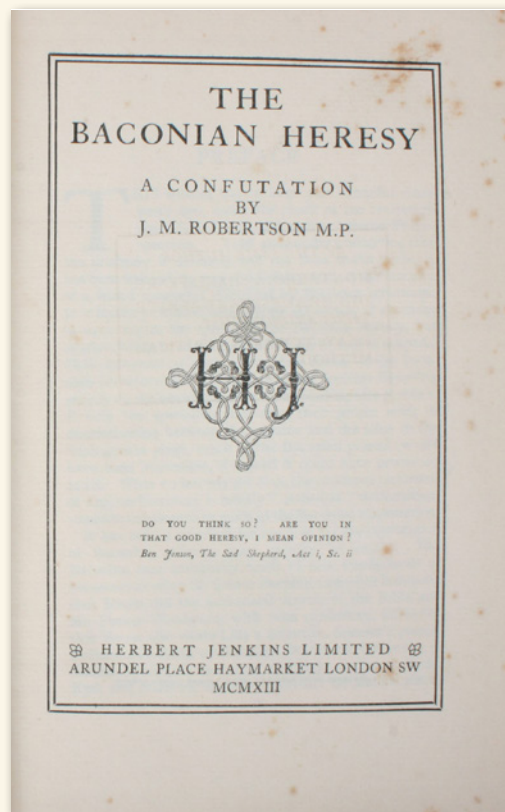 THE
BACONIAN HERESY
A CONFUTATION
BY
J. M. ROBERTSON M.P.
HJ
DO YOU THINK SO? ARE YOU IN
THAT GOOD HERESY, I MEAN OPINION?
Ben Jonson, The Sad Shepherd, Act i, Sc. ii
HERBERT JENKINS LIMITED
ARUNDEL PLACE HAYMARKET LONDON SW
MCMXIII